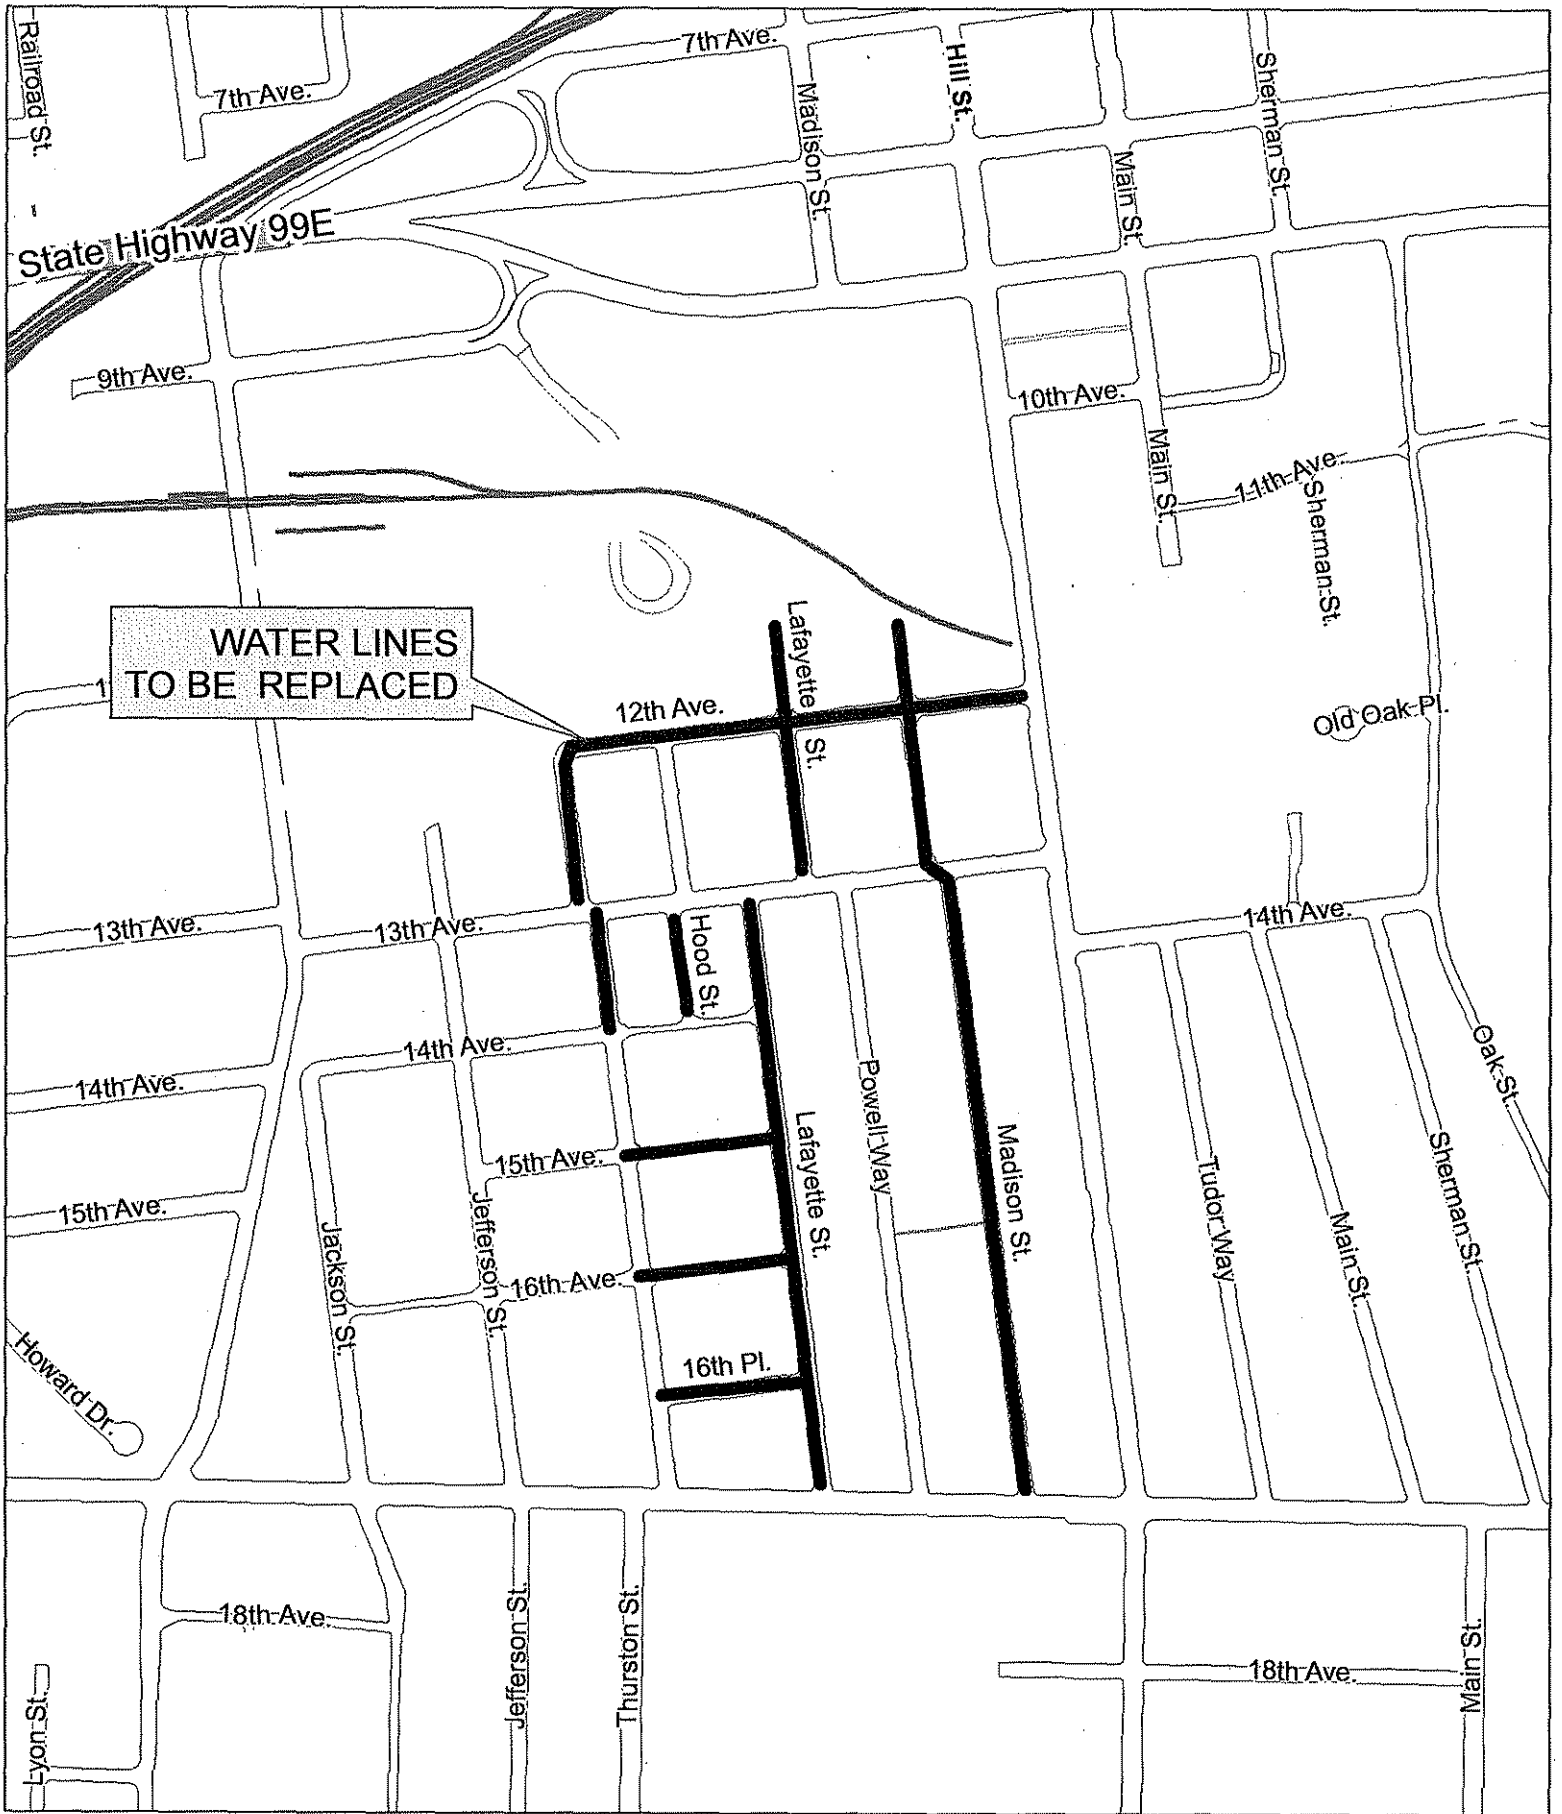 Railroad St.
7th Ave.
7th Ave.
Madison St.
Hill St.
Sherman St.
Main St.
State Highway 99E
9th Ave.
10th Ave.
Main St.
11th Ave.
Sherman St.
WATER LINES
TO BE REPLACED
1
12th Ave.
Lafayette St.
Old Oak Pl.
13th Ave.
13th Ave.
Hood St.
14th Ave.
14th Ave.
14th Ave.
Oak St.
15th Ave.
15th Ave.
Jackson St.
Jefferson St.
16th Ave.
16th Pl.
Lafayette St.
Powell Way
Madison St.
Tudor Way
Main St.
Sherman St.
Howard Dr.
18th Ave.
Lyon St.
Jefferson St.
Thurston St.
18th Ave.
Main St.